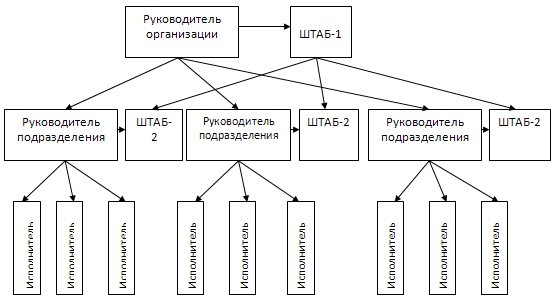 Руководитель
организации
ШТАБ-1
Руководитель
подразделения
ШТАБ-
2
Руководитель
подразделения
ШТАБ-2
Руководитель
подразделения
ШТАБ-2
Исполнитель
Исполнитель
Исполнитель
Исполнитель
Исполнитель
Исполнитель
Исполнитель
Исполнитель
Исполнитель